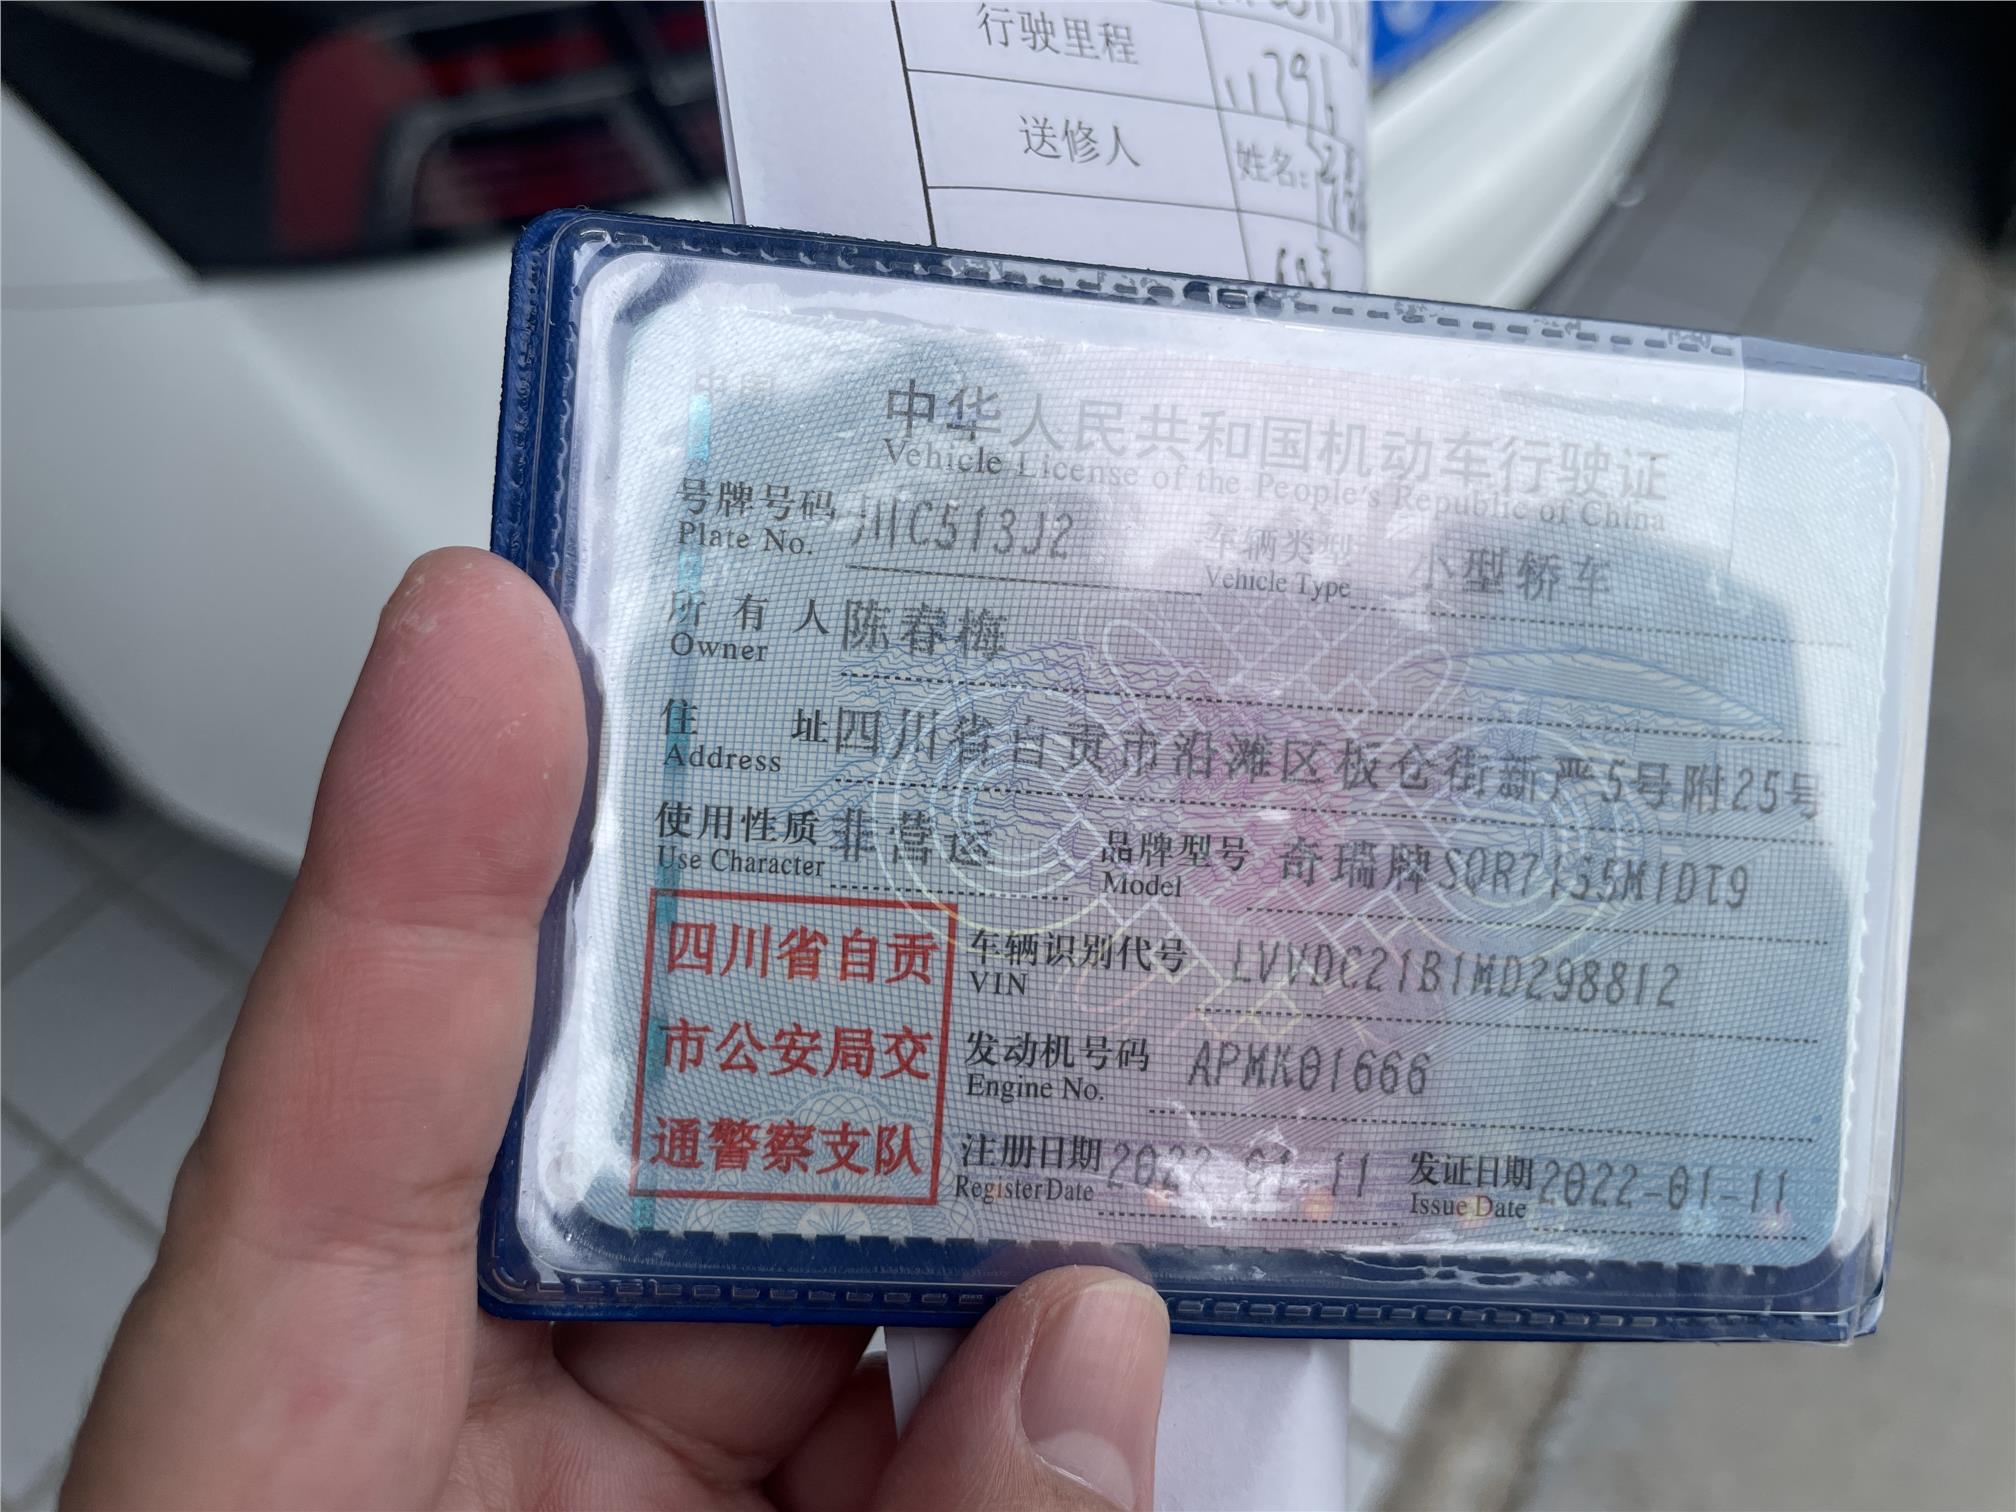 行驶里程
送修人
姓名:
中华人民共和国机动车行驶证
Vehicle License of the People's Republic of China
号牌号码 川C513J2 车辆类型 小型轿车
Plate No. Vehicle Type
所有人 陈春梅
Owner
住址 四川省自贡市沿滩区板仓街新严5号附25号
Address
使用性质 非营运 品牌型号 奇瑞牌SQR7155M1DT9
Use Character Model
四川省自贡
市公安局交
通警察支队
车辆识别代号 LVVDC21B1MD298812
VIN
发动机号码 APMK01666
Engine No.
注册日期 2022-01-11 发证日期 2022-01-11
Register Date Issue Date